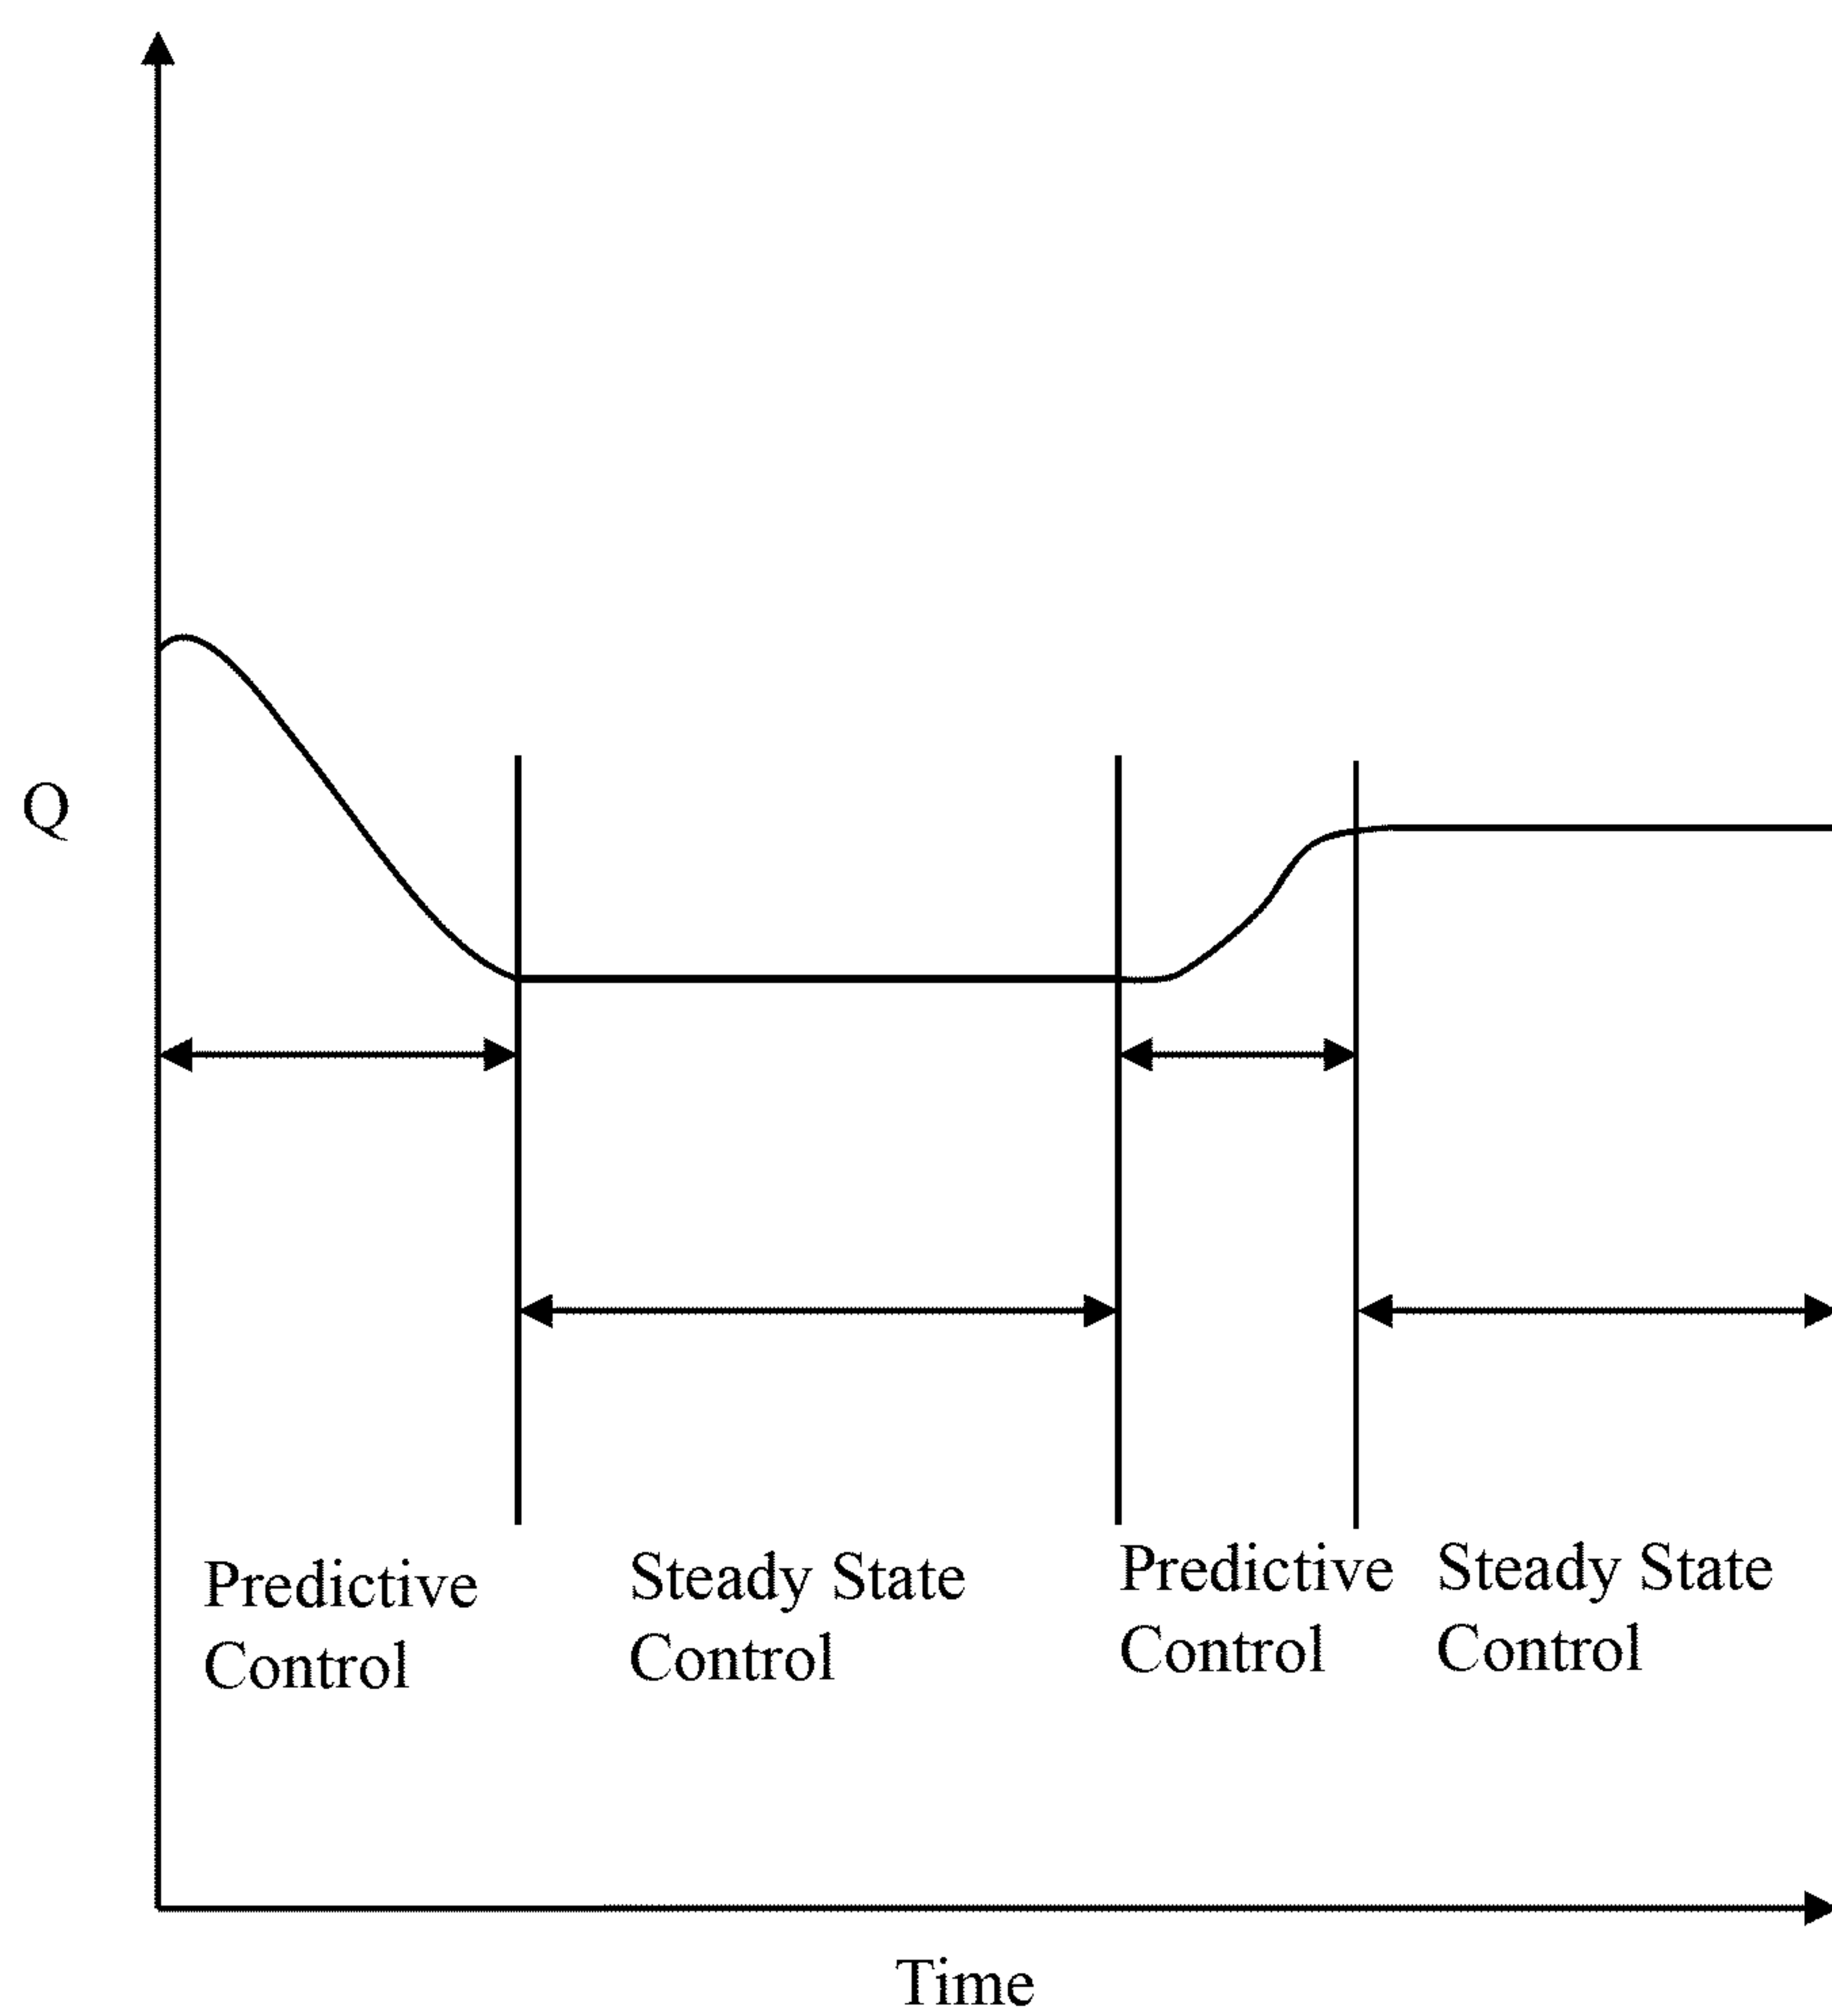 Q
Predictive
Control
Steady State
Control
Predictive
Control
Steady State
Control
Time